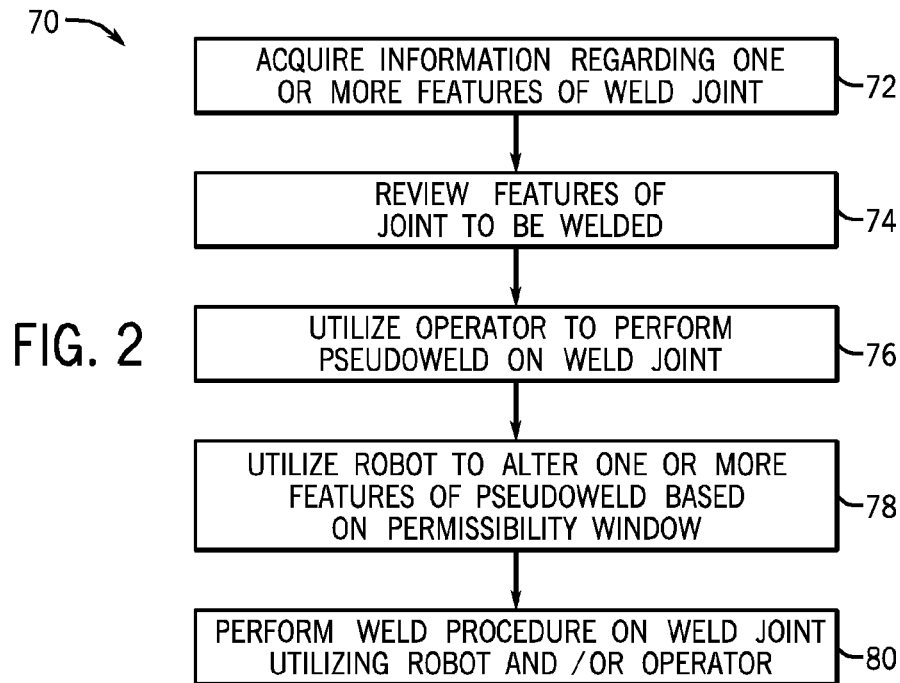 70
ACQUIRE INFORMATION REGARDING ONE
OR MORE FEATURES OF WELD JOINT
72
REVIEW FEATURES OF
JOINT TO BE WELDED
74
FIG. 2
UTILIZE OPERATOR TO PERFORM
PSEUDOWELD ON WELD JOINT
76
UTILIZE ROBOT TO ALTER ONE OR MORE
FEATURES OF PSEUDOWELD BASED
ON PERMISSIBILITY WINDOW
78
PERFORM WELD PROCEDURE ON WELD JOINT
UTILIZING ROBOT AND /OR OPERATOR
80